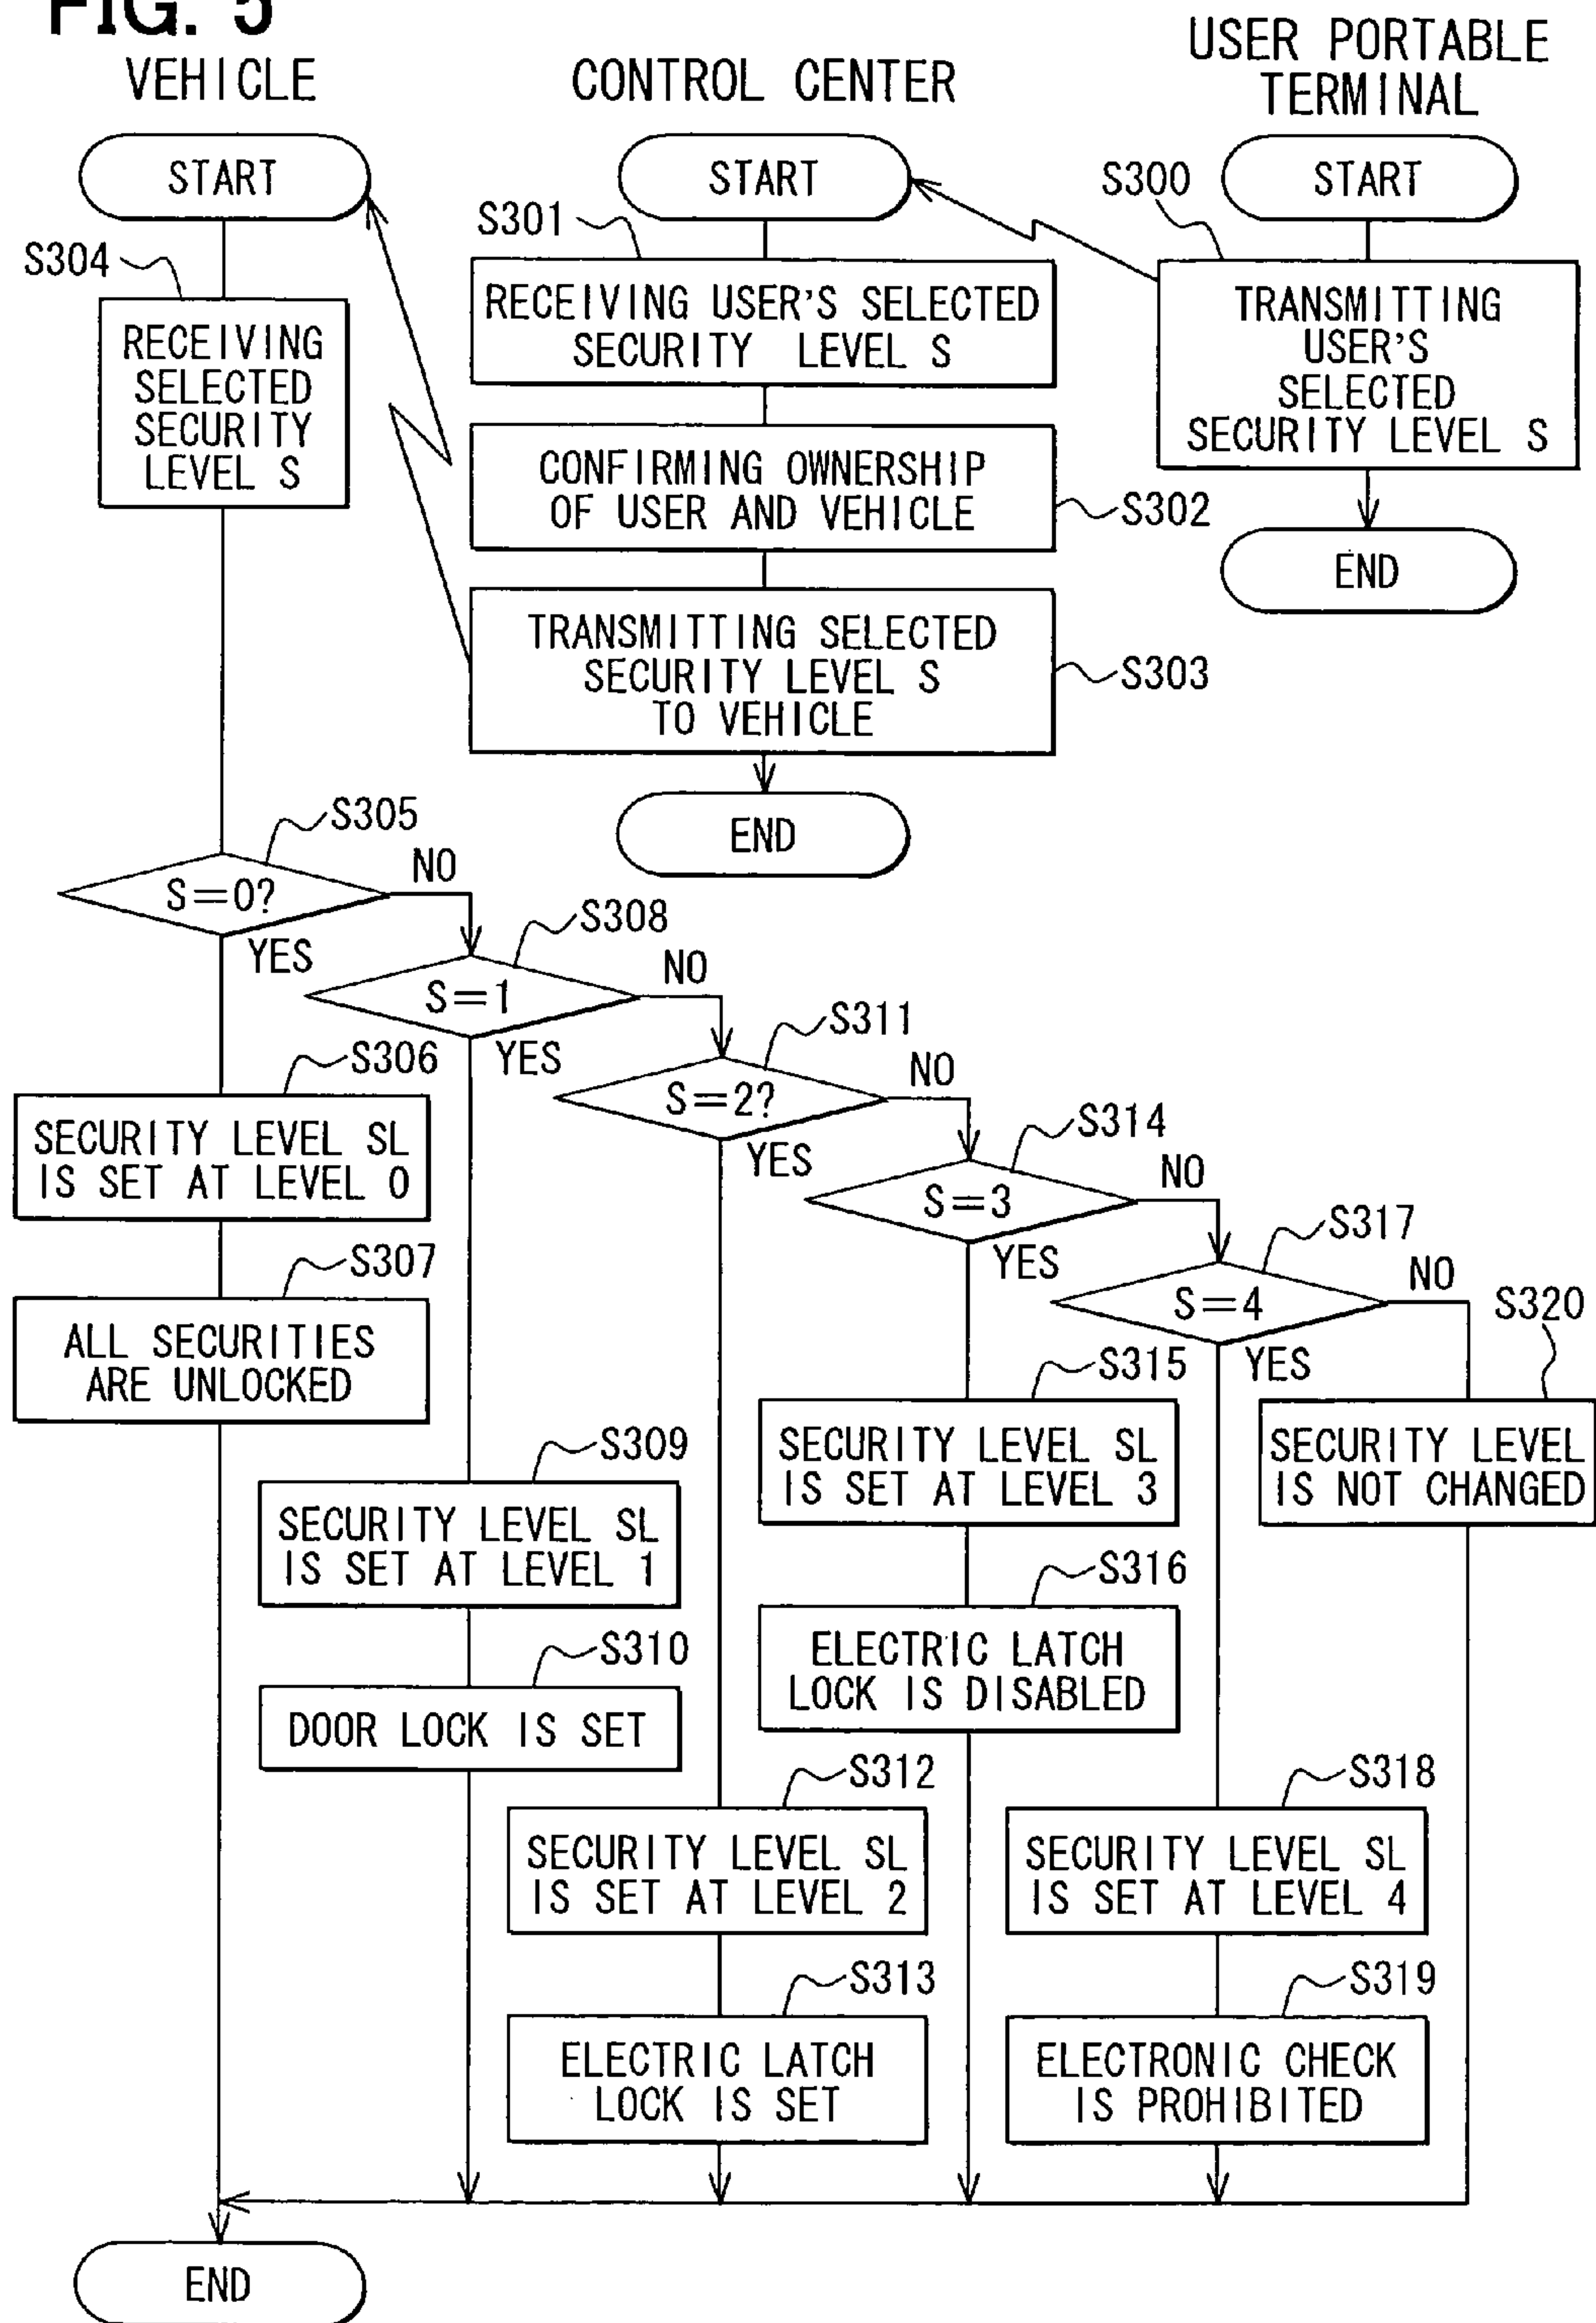 FIG. 5
VEHICLE
CONTROL CENTER
USER PORTABLE
TERMINAL
START
START
S300
START
S301
S304
RECEIVING USER'S SELECTED
SECURITY LEVEL S
TRANSMITTING
USER'S
SELECTED
SECURITY LEVEL S
RECEIVING
SELECTED
SECURITY
LEVEL S
CONFIRMING OWNERSHIP
OF USER AND VEHICLE
S302
END
TRANSMITTING SELECTED
SECURITY LEVEL S
TO VEHICLE
S303
END
S305
S=0?
NO
YES
S308
S=1
NO
YES
S311
S=2?
NO
YES
S314
S=3
NO
YES
S317
S=4
NO
YES
S320
S306
SECURITY LEVEL SL
IS SET AT LEVEL 0
S307
ALL SECURITIES
ARE UNLOCKED
S315
SECURITY LEVEL SL
IS SET AT LEVEL 3
SECURITY LEVEL
IS NOT CHANGED
S309
SECURITY LEVEL SL
IS SET AT LEVEL 1
S316
ELECTRIC LATCH
LOCK IS DISABLED
S310
DOOR LOCK IS SET
S312
SECURITY LEVEL SL
IS SET AT LEVEL 2
S318
SECURITY LEVEL SL
IS SET AT LEVEL 4
S313
ELECTRIC LATCH
LOCK IS SET
S319
ELECTRONIC CHECK
IS PROHIBITED
END